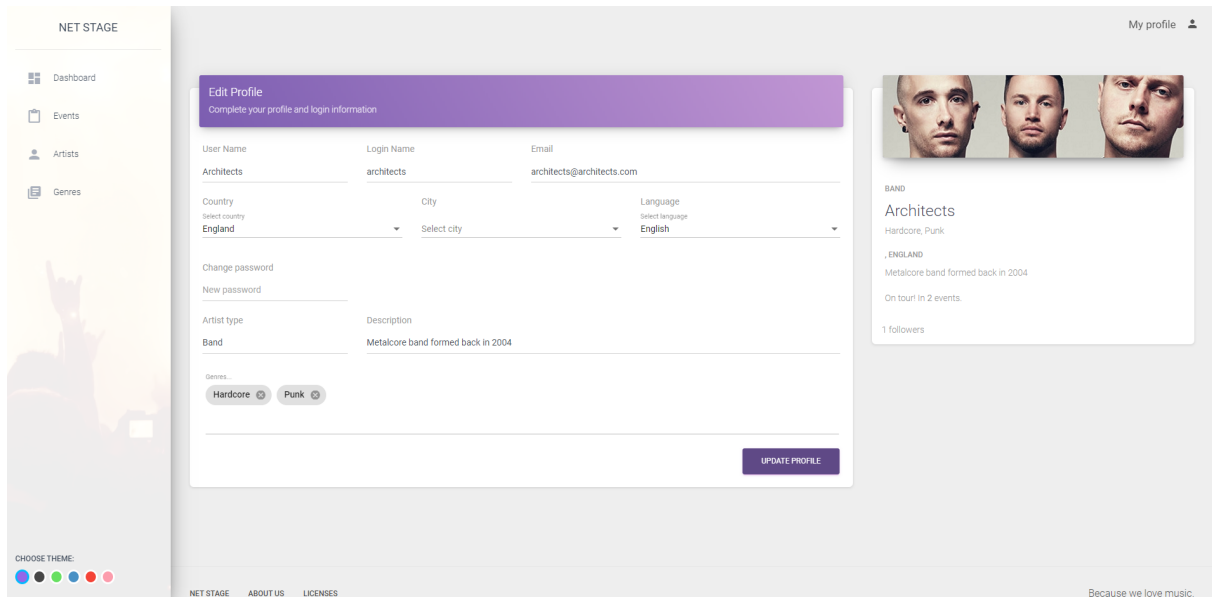 NET STAGE
My profile
Dashboard
Events
Artists
Genres
Edit Profile
Complete your profile and login information
User Name
Login Name
Email
Architects
architects
architects@architects.com
Country
City
Language
Select country
Select language
England
Select city
English
Change password
New password
Artist type
Description
Band
Metalcore band formed back in 2004
Genres...
Hardcore
Punk
UPDATE PROFILE
BAND
Architects
Hardcore, Punk
, ENGLAND
Metalcore band formed back in 2004
On tour! In 2 events.
1 followers
CHOOSE THEME:
NET STAGE
ABOUT US
LICENSES
Because we love music.